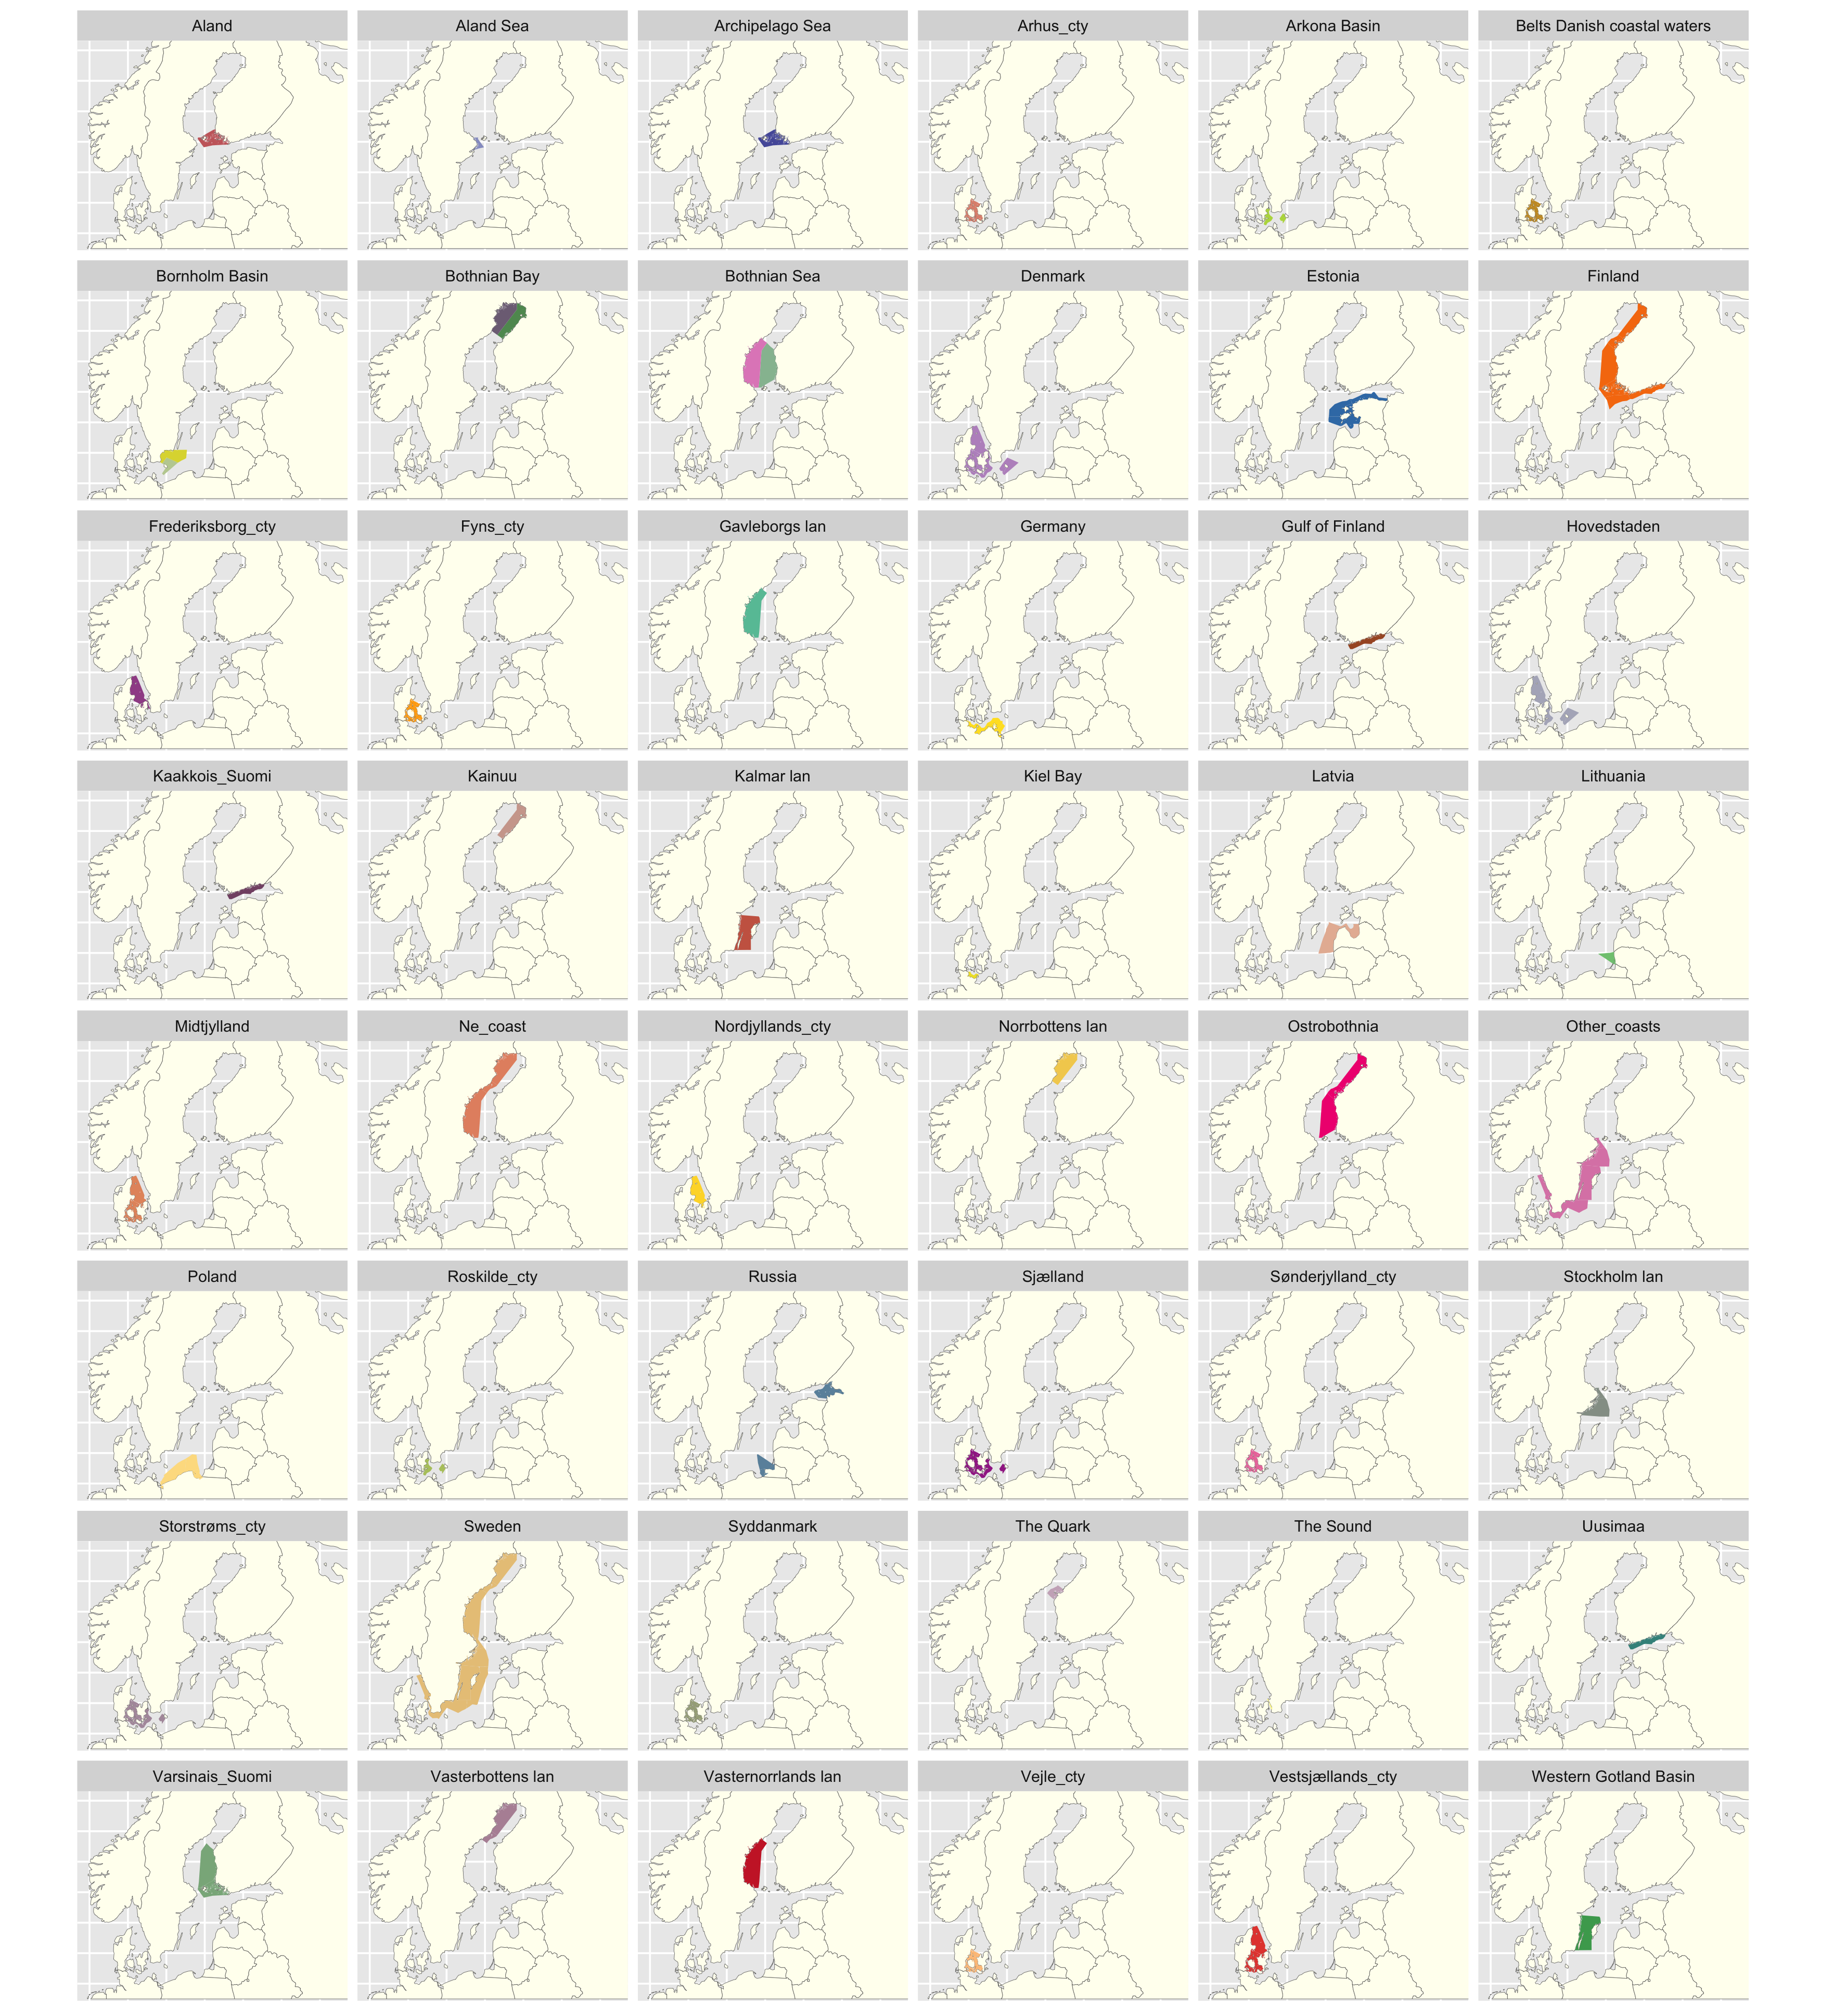 Aland
Aland Sea
Archipelago Sea
Arhus_cty
Arkona Basin
Belts Danish coastal waters
Bornholm Basin
Bothnian Bay
Bothnian Sea
Denmark
Estonia
Finland
Frederiksborg_cty
Fyns_cty
Gavleborgs lan
Germany
Gulf of Finland
Hovedstaden
Kaakkois_Suomi
Kainuu
Kalmar lan
Kiel Bay
Latvia
Lithuania
Midtjylland
Ne_coast
Nordjyllands_cty
Norrbottens lan
Ostrobothnia
Other_coasts
Poland
Roskilde_cty
Russia
Sjælland
Sønderjylland_cty
Stockholm lan
Storstrøms_cty
Sweden
Syddanmark
The Quark
The Sound
Uusimaa
Varsinais_Suomi
Vasterbottens lan
Vasternorrlands lan
Vejle_cty
Vestsjællands_cty
Western Gotland Basin